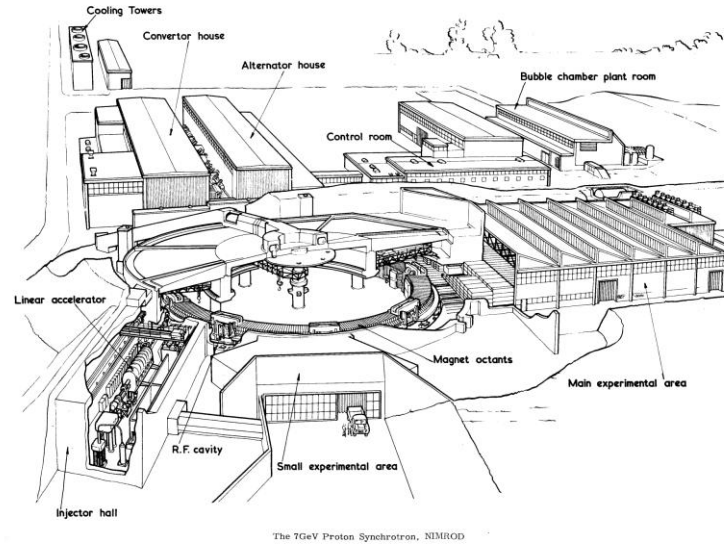 Cooling Towers
Convertor house
Alternator house
Bubble chamber plant room
Control room
Linear accelerator
Magnet octants
Main experimental area
R.F. cavity
Small experimental area
Injector hall
The 7GeV Proton Synchrotron, NIMROD